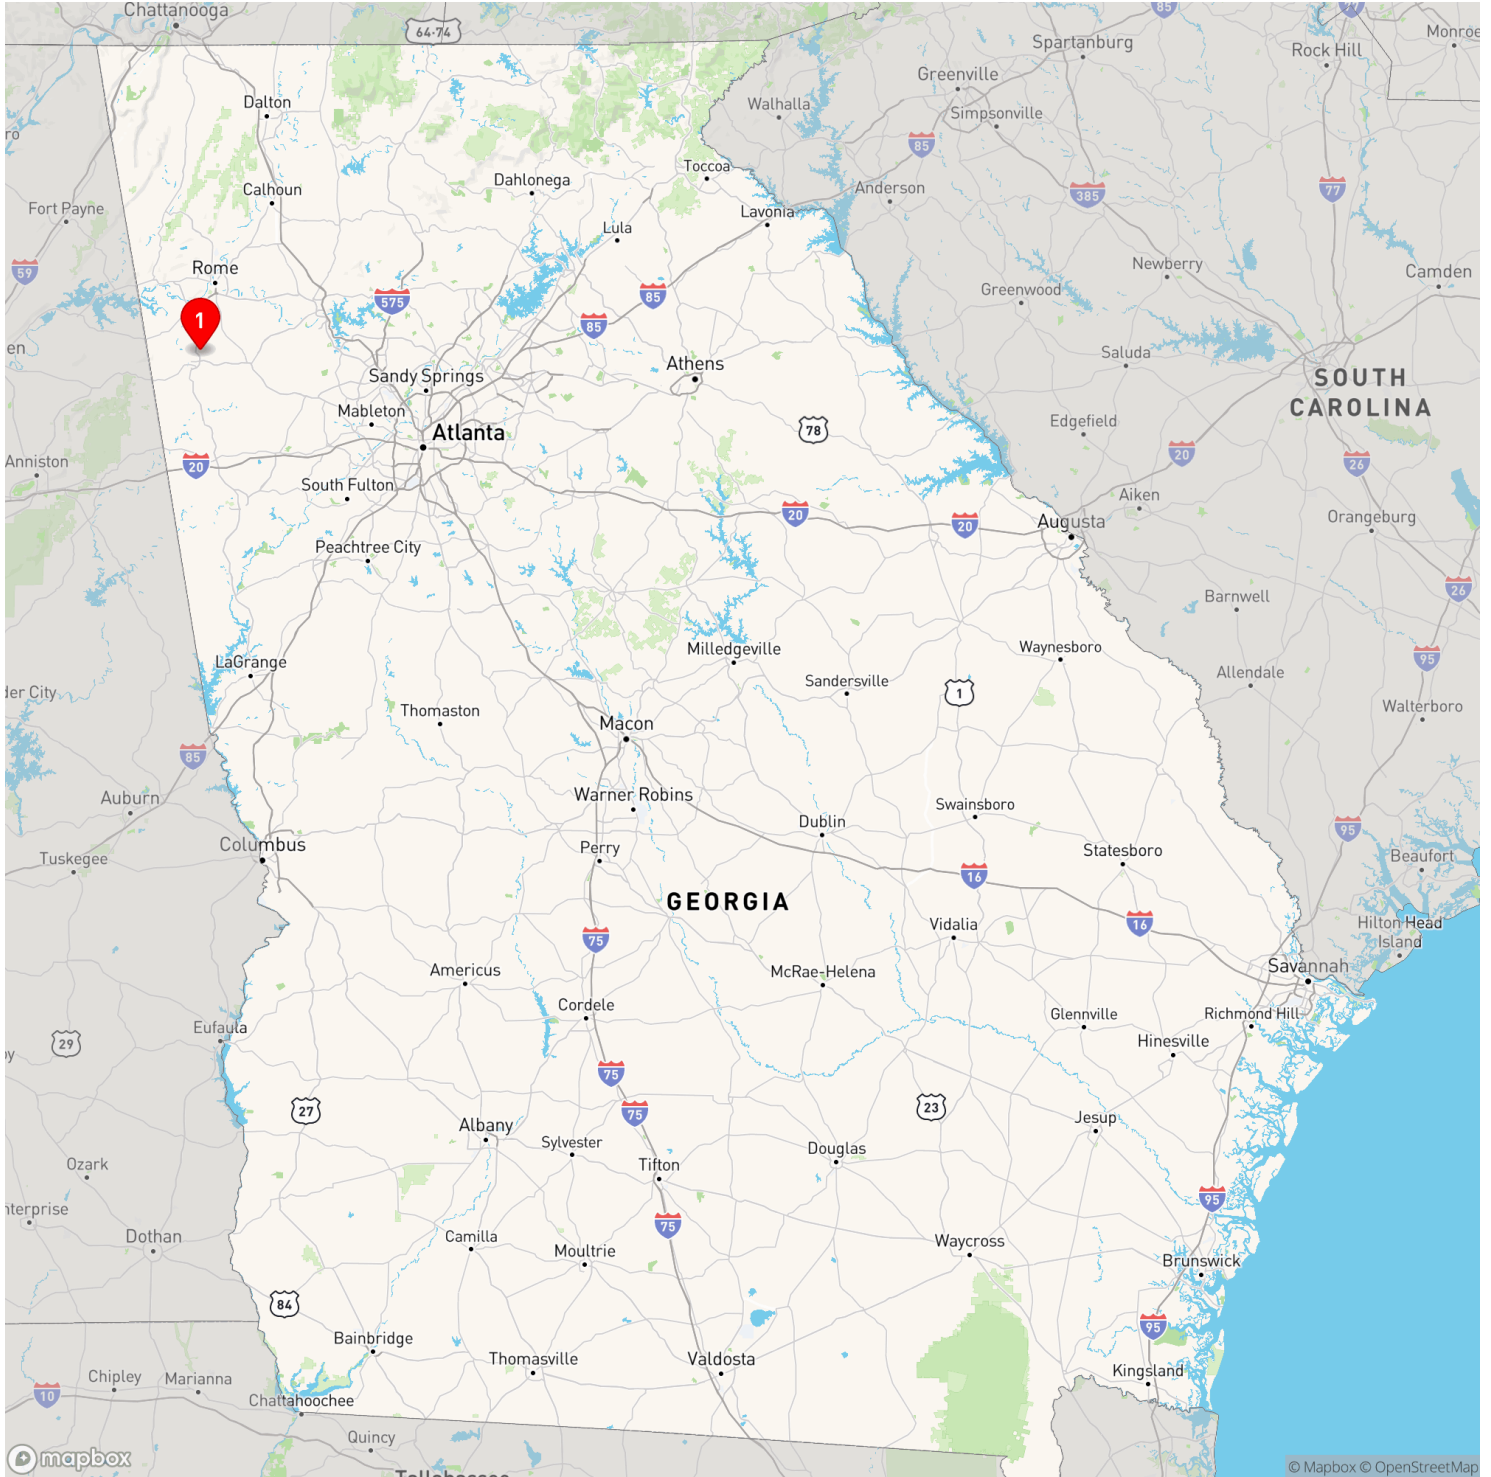 Chattanooga
64-74
85
77
Monroe
Spartanburg
Rock Hill
Greenville
Walhalla
Simpsonville
Dalton
85
Toccoa
Dahlonega
Calhoun
Anderson
385
77
Fort Payne
Lavonia
Lula
59
Rome
Newberry
Camden
Greenwood
575
85
1
85
Saluda
Athens
Sandy Springs
SOUTH
CAROLINA
Mableton
Edgefield
Atlanta
78
Anniston
20
20
26
South Fulton
Aiken
20
20
Augusta
Orangeburg
Peachtree City
26
Barnwell
Milledgeville
Waynesboro
LaGrange
95
Allendale
Sandersville
der City
1
Walterboro
Thomaston
Macon
85
Auburn
Warner Robins
Swainsboro
Dublin
95
Columbus
Perry
Statesboro
Tuskegee
Beaufort
16
GEORGIA
Vidalia
16
Hilton Head
Island
75
Americus
McRae-Helena
Savannah
Cordele
Glennville
Richmond Hill
Eufaula
29
Hinesville
75
27
75
23
Albany
Jesup
Sylvester
Douglas
Ozark
Tifton
95
nterprise
75
Dothan
Camilla
Moultrie
Waycross
Brunswick
84
95
Bainbridge
Thomasville
Valdosta
Kingsland
Chipley
Marianna
10
Chattahoochee
Quincy
mapbox
© Mapbox © OpenStreetMap